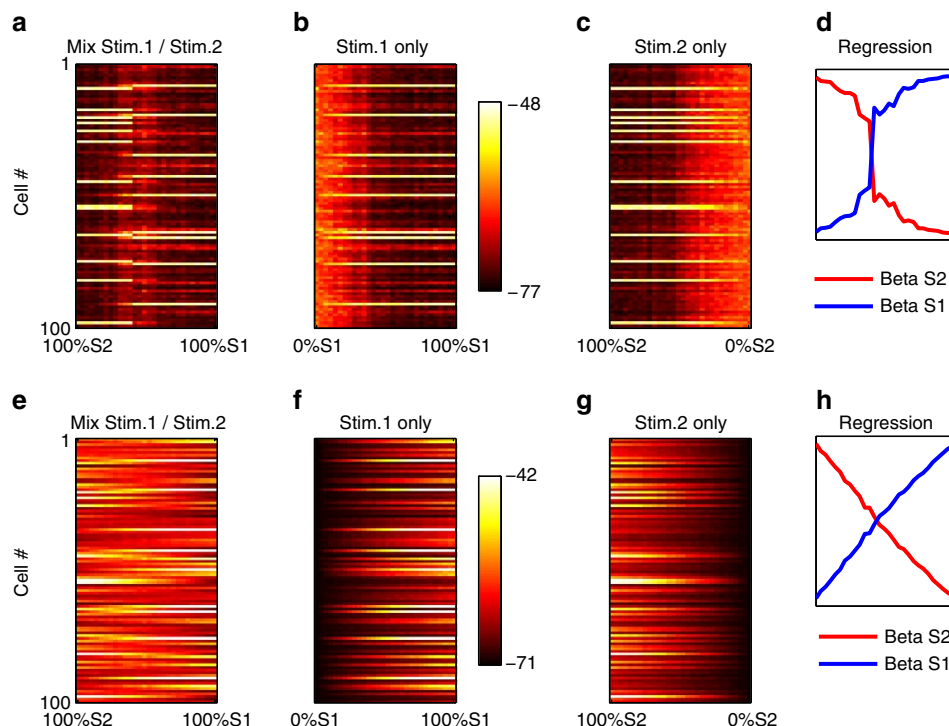 a b c d
Mix Stim.1 / Stim.2 Stim.1 only Stim.2 only Regression
1
Cell #
100
−48
−77
100%S2 100%S1 0%S1 100%S1 100%S2 0%S2
Beta S2
Beta S1
e f g h
Mix Stim.1 / Stim.2 Stim.1 only Stim.2 only Regression
1
Cell #
100
−42
−71
100%S2 100%S1 0%S1 100%S1 100%S2 0%S2
Beta S2
Beta S1